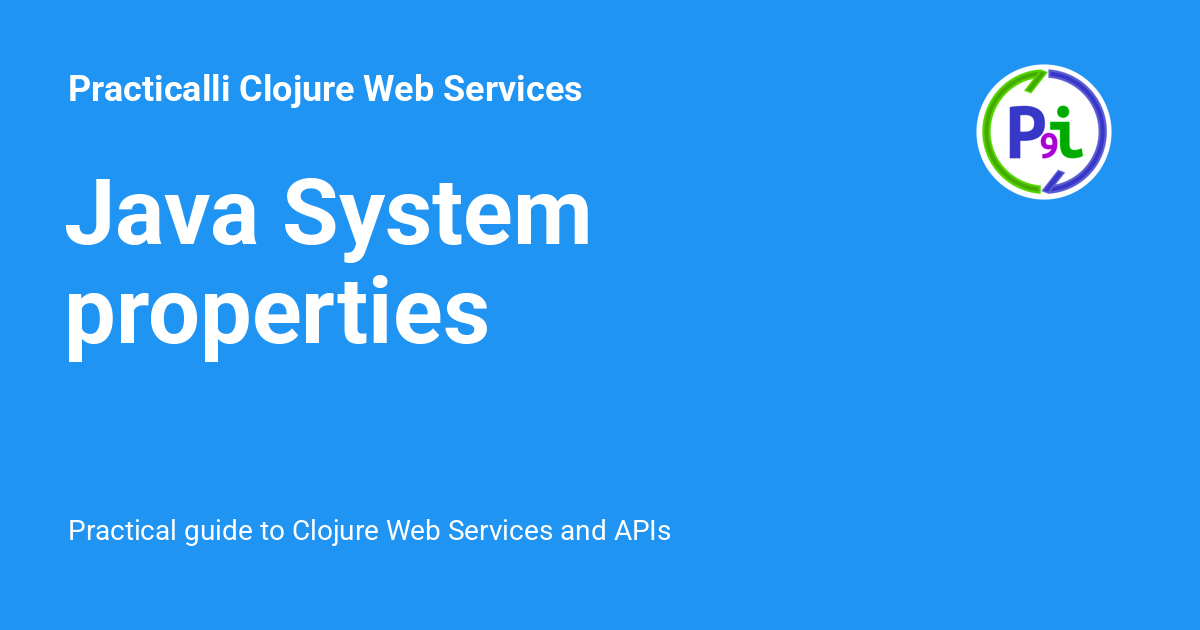 Practicalli Clojure Web Services
P9i
Java System
properties
Practical guide to Clojure Web Services and APIs